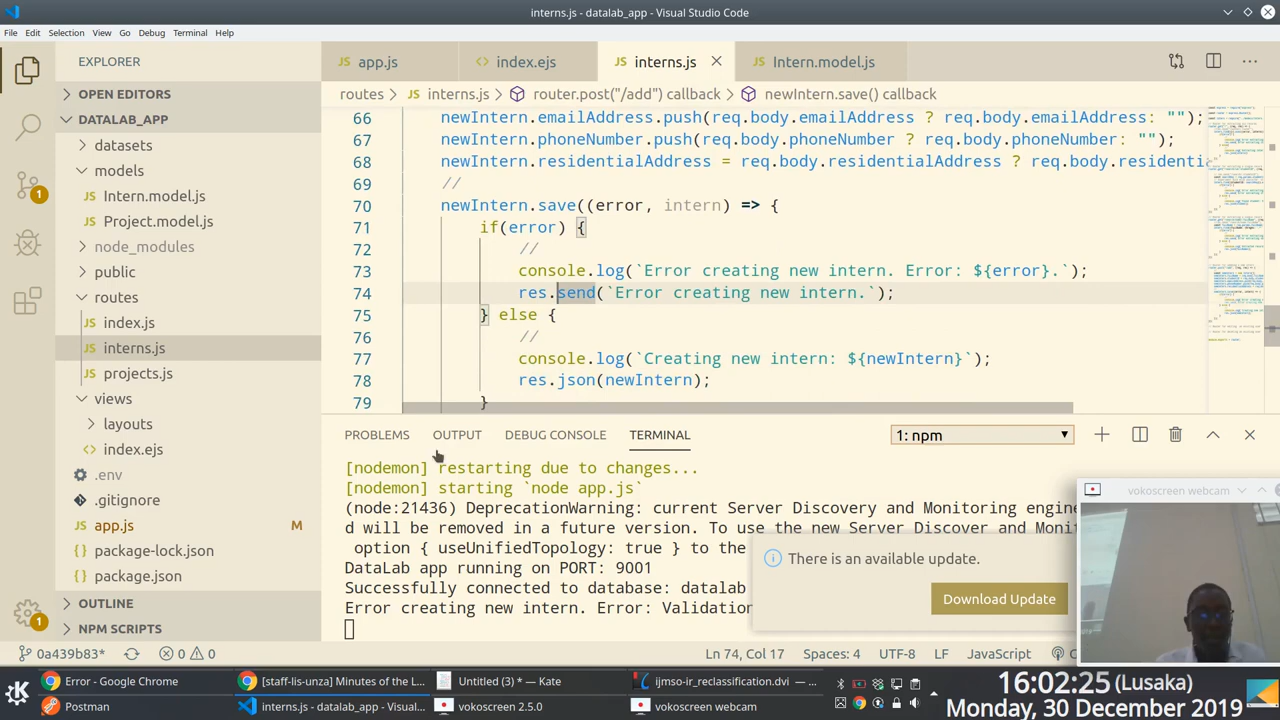 interns.js - datalab_app - Visual Studio Code
File Edit Selection View Go Debug Terminal Help
EXPLORER
OPEN EDITORS
DATALAB_APP
datasets
models
Intern.model.js
Project.model.js
node_modules
public
routes
index.js
interns.js
projects.js
views
layouts
index.ejs
.env
.gitignore
app.js M
package-lock.json
package.json
OUTLINE
NPM SCRIPTS
1
1
JS app.js <> index.ejs JS interns.js JS Intern.model.js
routes > JS interns.js > router.post("/add") callback > newIntern.save() callback
66 newIntern.emailAddress.push(req.body.emailAddress ? req.body.emailAddress: "");
67 newIntern.phoneNumber.push(req.body.phoneNumber ? req.body.phoneNumber: "");
68 newIntern.residentialAddress = req.body.residentialAddress ? req.body.residenti
69 //
70 newIntern.save((error, intern) => {
71 if(error) {
72
73 console.log(`Error creating new intern. Error: ${error}.`);
74 res.send(`Error creating new intern.`);
75 } else {
76
77 console.log(`Creating new intern: ${newIntern}`);
78 res.json(newIntern);
79 }
PROBLEMS OUTPUT DEBUG CONSOLE TERMINAL 1: npm
[nodemon] restarting due to changes...
[nodemon] starting `node app.js`
(node:21436) DeprecationWarning: current Server Discovery and Monitoring engine
d will be removed in a future version. To use the new Server Discover and Monit
option { useUnifiedTopology: true } to the
DataLab app running on PORT: 9001
Successfully connected to database: datalab
Error creating new intern. Error: Validation
There is an available update.
Download Update
vokoscreen webcam
0a439b83* 0 0 Ln 74, Col 17 Spaces: 4 UTF-8 LF JavaScript
Error - Google Chrome [staff-lis-unza] Minutes of the L... Untitled (3) * — Kate ijmso-ir_reclassification.dvi —...
Postman interns.js - datalab_app - Visual... vokoscreen 2.5.0 vokoscreen webcam
16:02:25 (Lusaka)
Monday, 30 December 2019